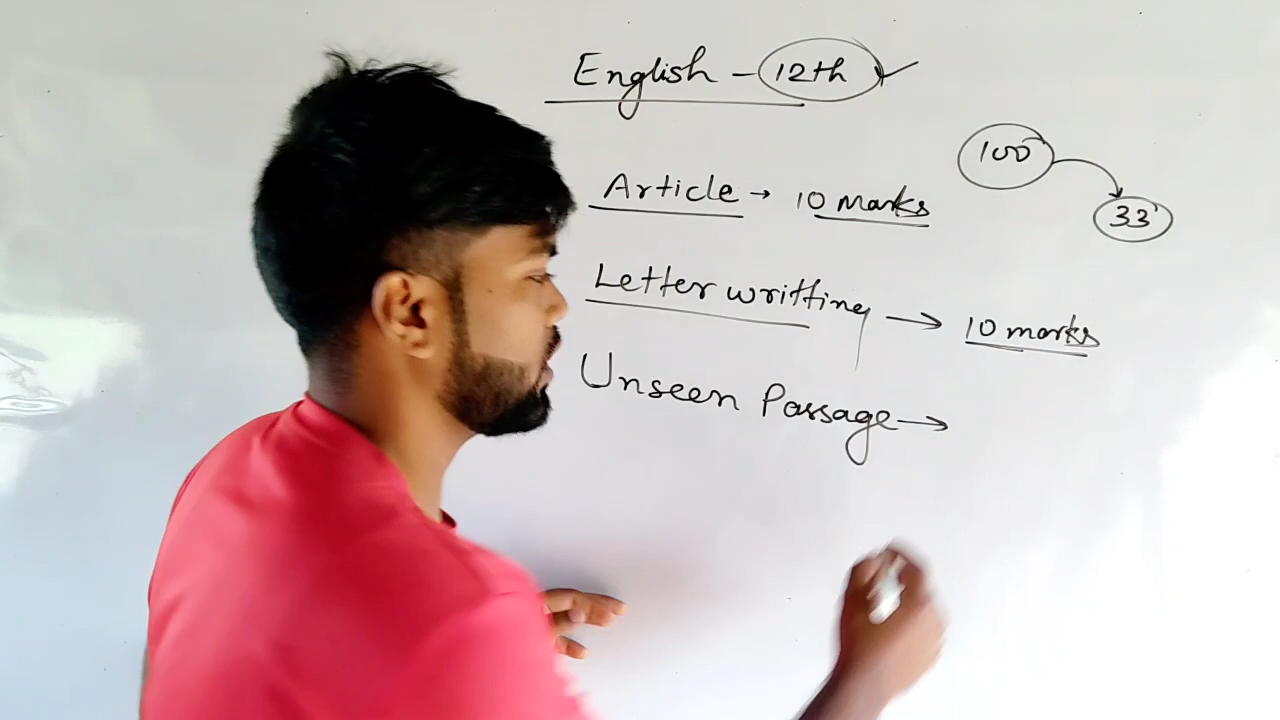 English - 12th ✓
100 → 33
Article → 10 marks
Letter writting → 10 marks
Unseen Passage →